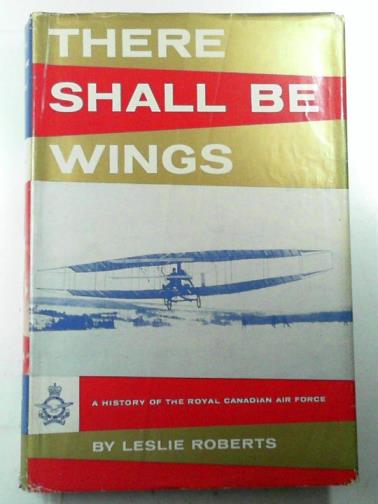 THERE
SHALL BE
WINGS
A HISTORY OF THE ROYAL CANADIAN AIR FORCE
BY LESLIE ROBERTS